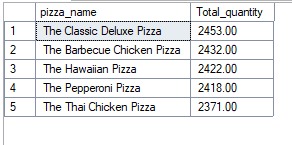 pizza_name Total_quantity
1 The Classic Deluxe Pizza 2453.00
2 The Barbecue Chicken Pizza 2432.00
3 The Hawaiian Pizza 2422.00
4 The Pepperoni Pizza 2418.00
5 The Thai Chicken Pizza 2371.00